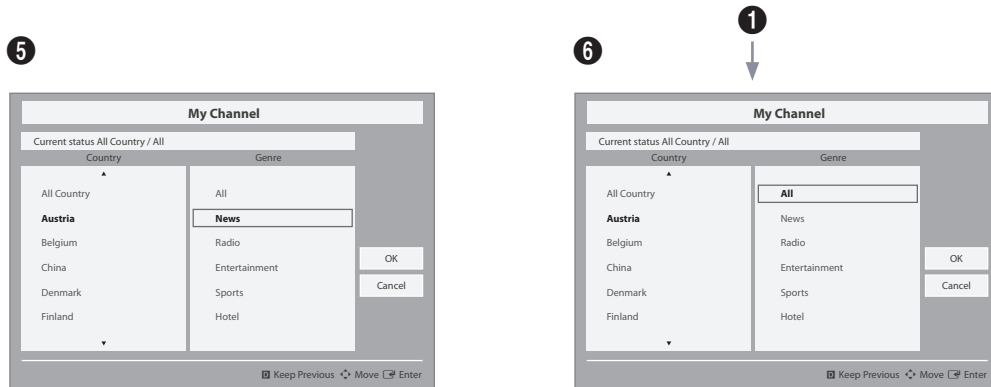 ❶
❺
❻
My Channel
Current status All Country / All
Country Genre
All Country All
Austria News
Belgium Radio
China Entertainment
Denmark Sports
Finland Hotel
OK
Cancel
D Keep Previous Move Enter
My Channel
Current status All Country / All
Country Genre
All Country All
Austria News
Belgium Radio
China Entertainment
Denmark Sports
Finland Hotel
OK
Cancel
D Keep Previous Move Enter